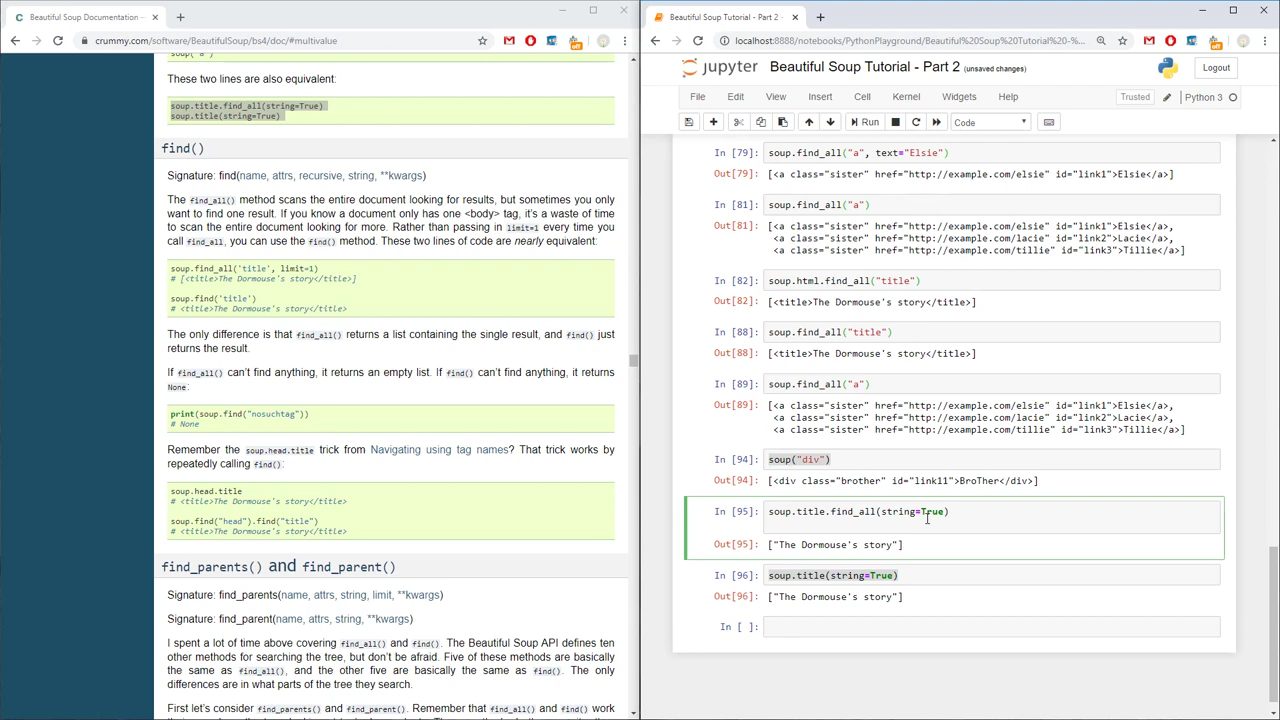 Beautiful Soup Documentation -
crummy.com/software/BeautifulSoup/bs4/doc/#multivalue
soup("a")
These two lines are also equivalent:
soup.title.find_all(string=True)
soup.title(string=True)
find()
Signature: find(name, attrs, recursive, string, **kwargs)
The find_all() method scans the entire document looking for results, but sometimes you only
want to find one result. If you know a document only has one <body> tag, it's a waste of time
to scan the entire document looking for more. Rather than passing in limit=1 every time you
call find_all, you can use the find() method. These two lines of code are nearly equivalent:
soup.find_all('title', limit=1)
# [<title>The Dormouse's story</title>]
soup.find('title')
# <title>The Dormouse's story</title>
The only difference is that find_all() returns a list containing the single result, and find() just
returns the result.
If find_all() can't find anything, it returns an empty list. If find() can't find anything, it returns
None:
print(soup.find("nosuchtag"))
# None
Remember the soup.head.title trick from Navigating using tag names? That trick works by
repeatedly calling find():
soup.head.title
# <title>The Dormouse's story</title>
soup.find("head").find("title")
# <title>The Dormouse's story</title>
find_parents() and find_parent()
Signature: find_parents(name, attrs, string, limit, **kwargs)
Signature: find_parent(name, attrs, string, **kwargs)
I spent a lot of time above covering find_all() and find(). The Beautiful Soup API defines ten
other methods for searching the tree, but don't be afraid. Five of these methods are basically
the same as find_all(), and the other five are basically the same as find(). The only
differences are in what parts of the tree they search.
First let's consider find_parents() and find_parent(). Remember that find_all() and find() work
Beautiful Soup Tutorial - Part 2 -
localhost:8888/notebooks/PythonPlayground/Beautiful%20Soup%20Tutorial%20-%...
jupyter Beautiful Soup Tutorial - Part 2 (unsaved changes) Logout
File Edit View Insert Cell Kernel Widgets Help Trusted Python 3
Run Code
In [79]: soup.find_all("a", text="Elsie")
Out[79]: [<a class="sister" href="http://example.com/elsie" id="link1">Elsie</a>]
In [81]: soup.find_all("a")
Out[81]: [<a class="sister" href="http://example.com/elsie" id="link1">Elsie</a>,
<a class="sister" href="http://example.com/lacie" id="link2">Lacie</a>,
<a class="sister" href="http://example.com/tillie" id="link3">Tillie</a>]
In [82]: soup.html.find_all("title")
Out[82]: [<title>The Dormouse's story</title>]
In [88]: soup.find_all("title")
Out[88]: [<title>The Dormouse's story</title>]
In [89]: soup.find_all("a")
Out[89]: [<a class="sister" href="http://example.com/elsie" id="link1">Elsie</a>,
<a class="sister" href="http://example.com/lacie" id="link2">Lacie</a>,
<a class="sister" href="http://example.com/tillie" id="link3">Tillie</a>]
In [94]: soup("div")
Out[94]: [<div class="brother" id="link11">BroTher</div>]
In [95]: soup.title.find_all(string=True)
Out[95]: ["The Dormouse's story"]
In [96]: soup.title(string=True)
Out[96]: ["The Dormouse's story"]
In [ ]: